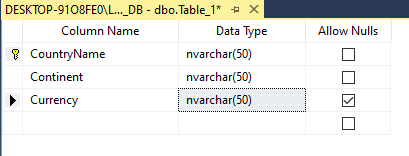 DESKTOP-91O8FE0\L..._DB - dbo.Table_1*
Column Name Data Type Allow Nulls
CountryName nvarchar(50)
Continent nvarchar(50)
Currency nvarchar(50)